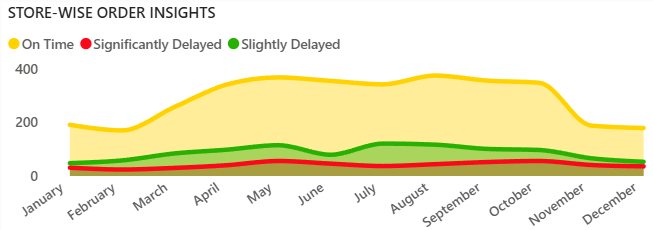 STORE-WISE ORDER INSIGHTS
On Time Significantly Delayed Slightly Delayed
400
200
0
January February March April May June July August September October November December